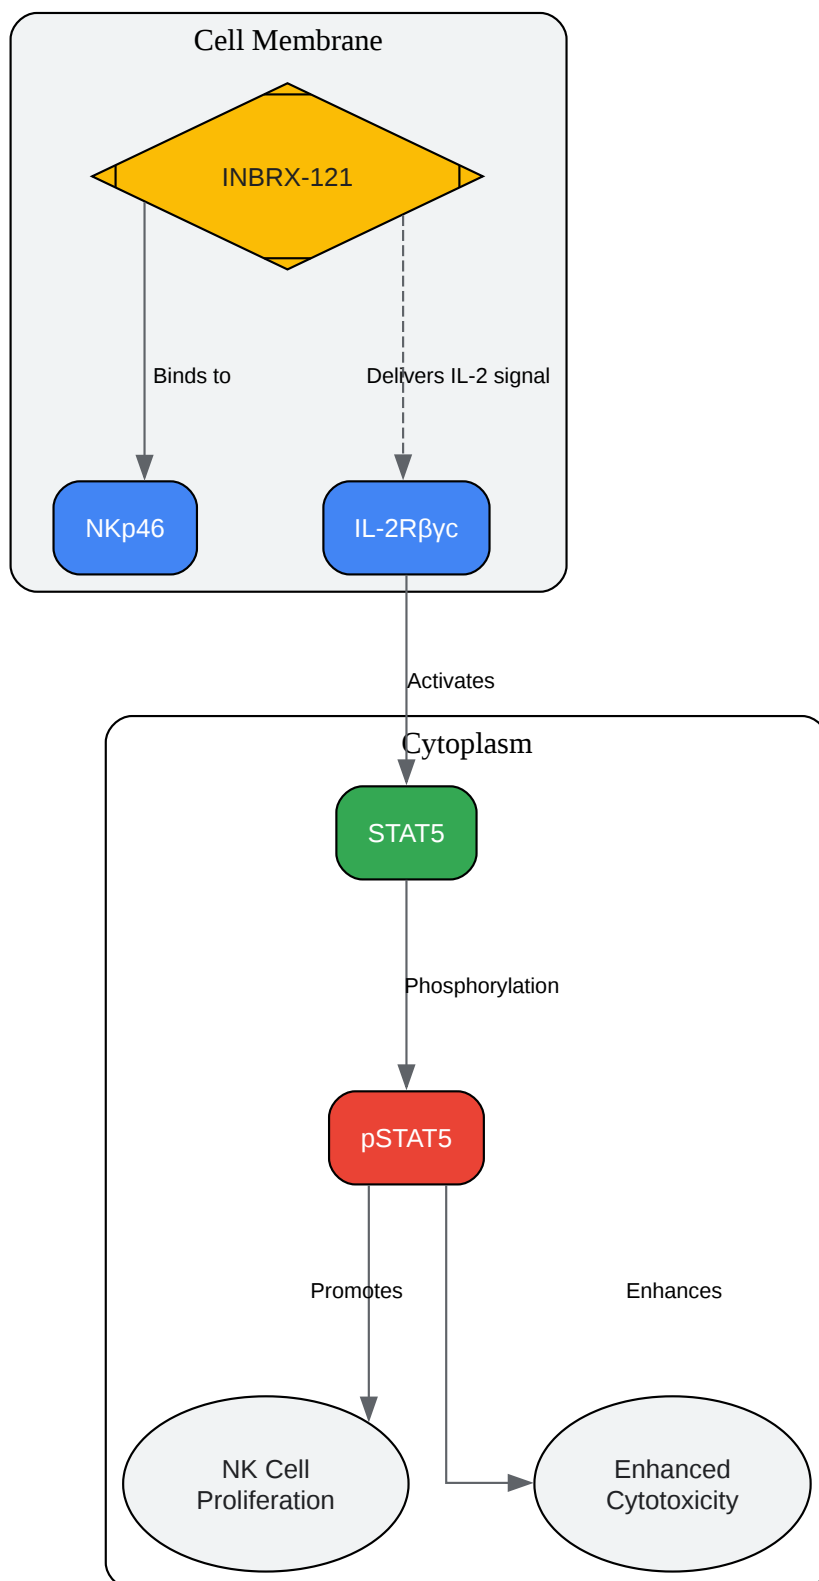 Cell Membrane
INBRX-121
Binds to
Delivers IL-2 signal
NKp46
IL-2Rβγc
Activates
Cytoplasm
STAT5
Phosphorylation
pSTAT5
Promotes
Enhances
NK Cell
Proliferation
Enhanced
Cytotoxicity